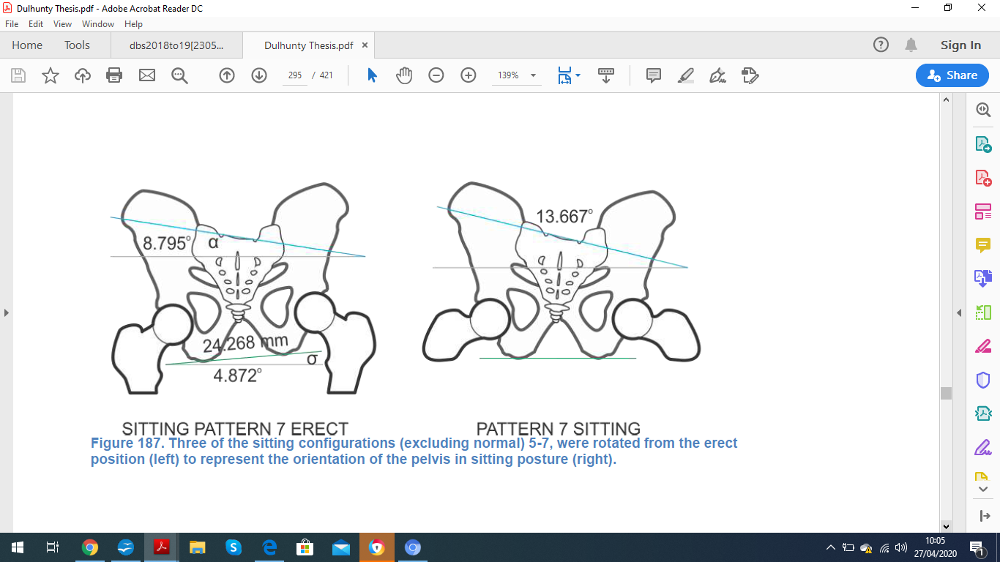 Dulhunty Thesis.pdf - Adobe Acrobat Reader DC
File Edit View Window Help
Home Tools dbs2018to19[2305... Dulhunty Thesis.pdf × Sign In
295 / 421 139% Share
8.795° α
13.667°
24.268 mm
σ
4.872°
SITTING PATTERN 7 ERECT PATTERN 7 SITTING
Figure 187. Three of the sitting configurations (excluding normal) 5-7, were rotated from the erect
position (left) to represent the orientation of the pelvis in sitting posture (right).
10:05
27/04/2020
1